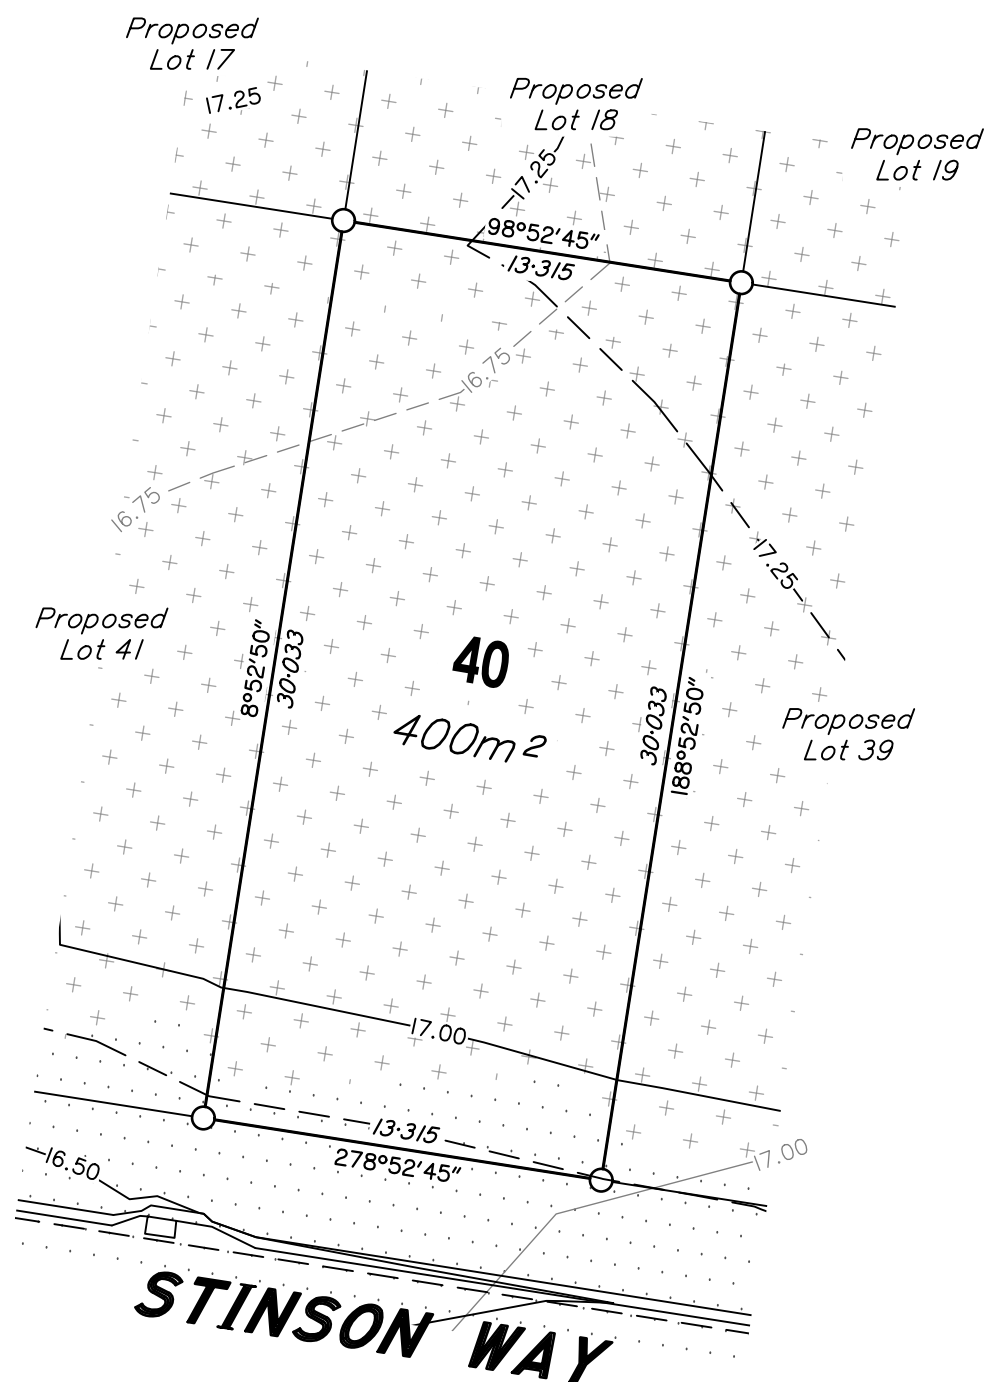 Proposed
Lot 17
17.25
Proposed
Lot 18
17.25
Proposed
Lot 19
98°52'45"
13·315
16.75
16.75
17.25
Proposed
Lot 41
8°52'50"
30·033
40
400m²
30·033
188°52'50"
Proposed
Lot 39
17.00
13·315
278°52'45"
17.00
16.50
STINSON WAY